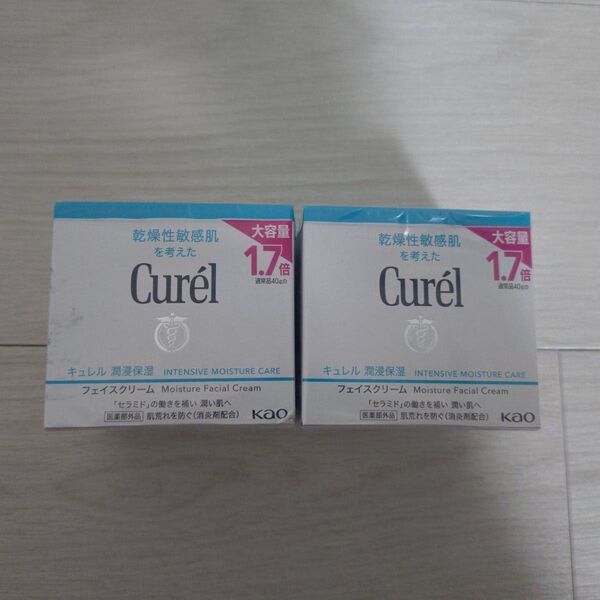 乾燥性敏感肌
を考えた
大容量
1.7倍
通常品40gの
Curél
キュレル 潤浸保湿 INTENSIVE MOISTURE CARE
フェイスクリーム Moisture Facial Cream
「セラミド」の働きを補い 潤い肌へ
医薬部外品 肌荒れを防ぐ(消炎剤配合)
Kao
乾燥性敏感肌
を考えた
大容量
1.7倍
通常品40gの
Curél
キュレル 潤浸保湿 INTENSIVE MOISTURE CARE
フェイスクリーム Moisture Facial Cream
「セラミド」の働きを補い 潤い肌へ
医薬部外品 肌荒れを防ぐ(消炎剤配合)
Kao